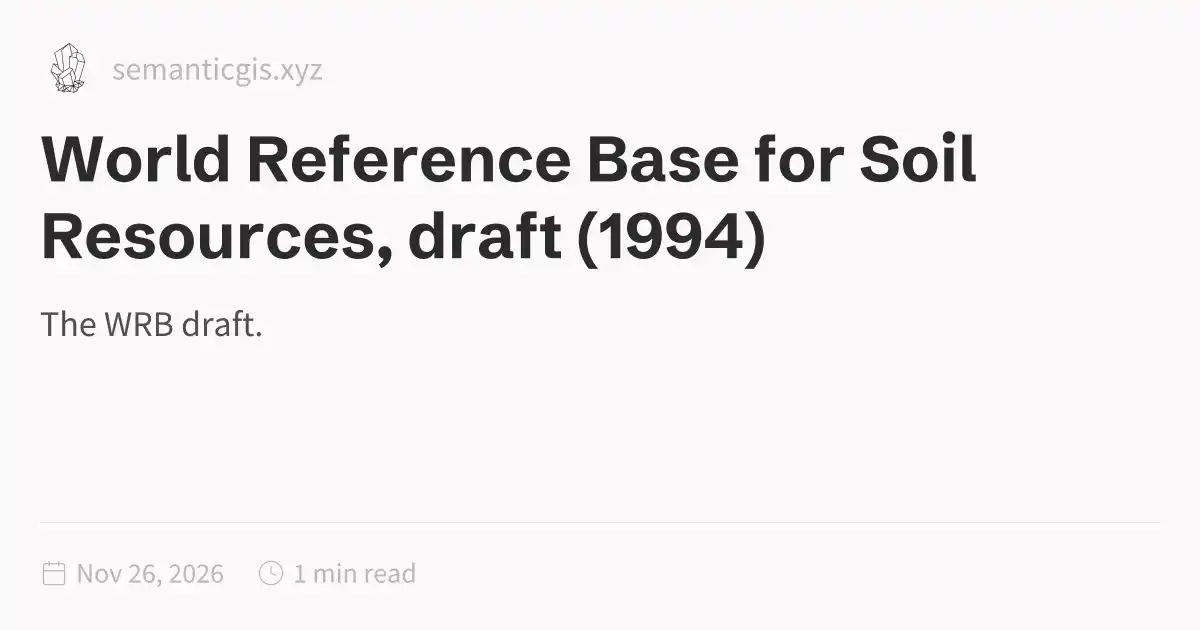 semanticgis.xyz
World Reference Base for Soil
Resources, draft (1994)
The WRB draft.
Nov 26, 2026 1 min read